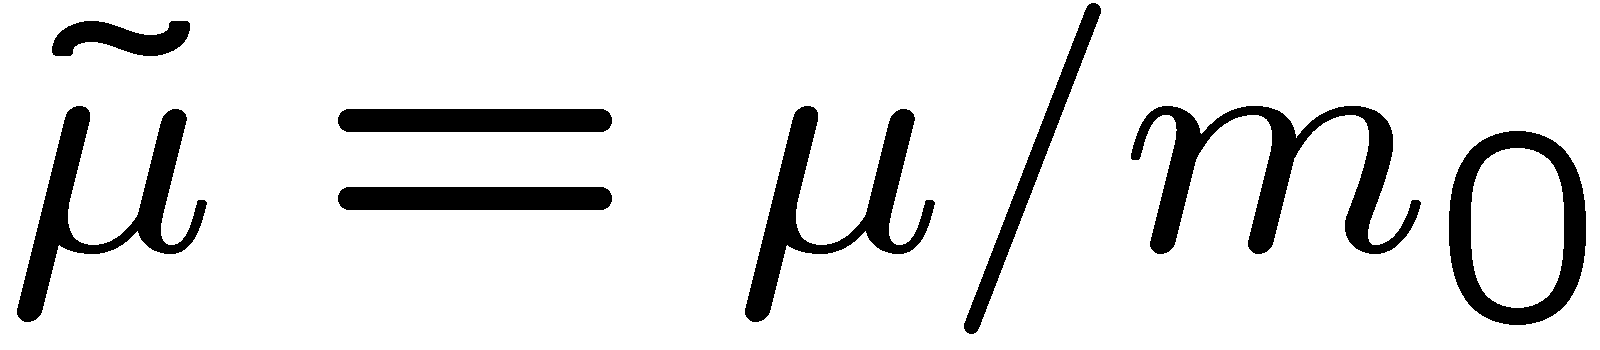 μ̃ = μ/m₀